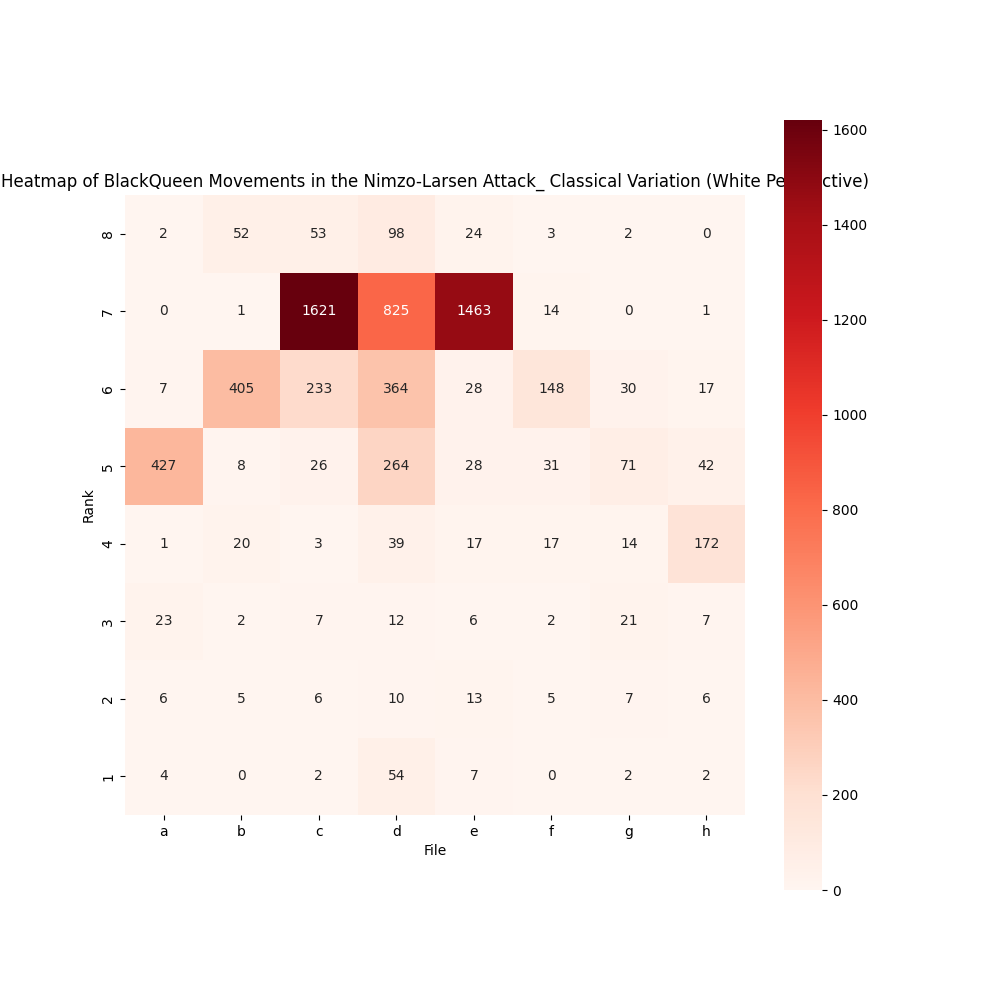 1600
Heatmap of BlackQueen Movements in the Nimzo-Larsen Attack_ Classical Variation (White Pe ctive)
8 2 52 53 98 24 3 2 0
1400
7 0 1 1621 825 1463 14 0 1
1200
6 7 405 233 364 28 148 30 17
1000
5 427 8 26 264 28 31 71 42
Rank
800
4 1 20 3 39 17 17 14 172
600
3 23 2 7 12 6 2 21 7
400
2 6 5 6 10 13 5 7 6
200
1 4 0 2 54 7 0 2 2
a b c d e f g h
File
0